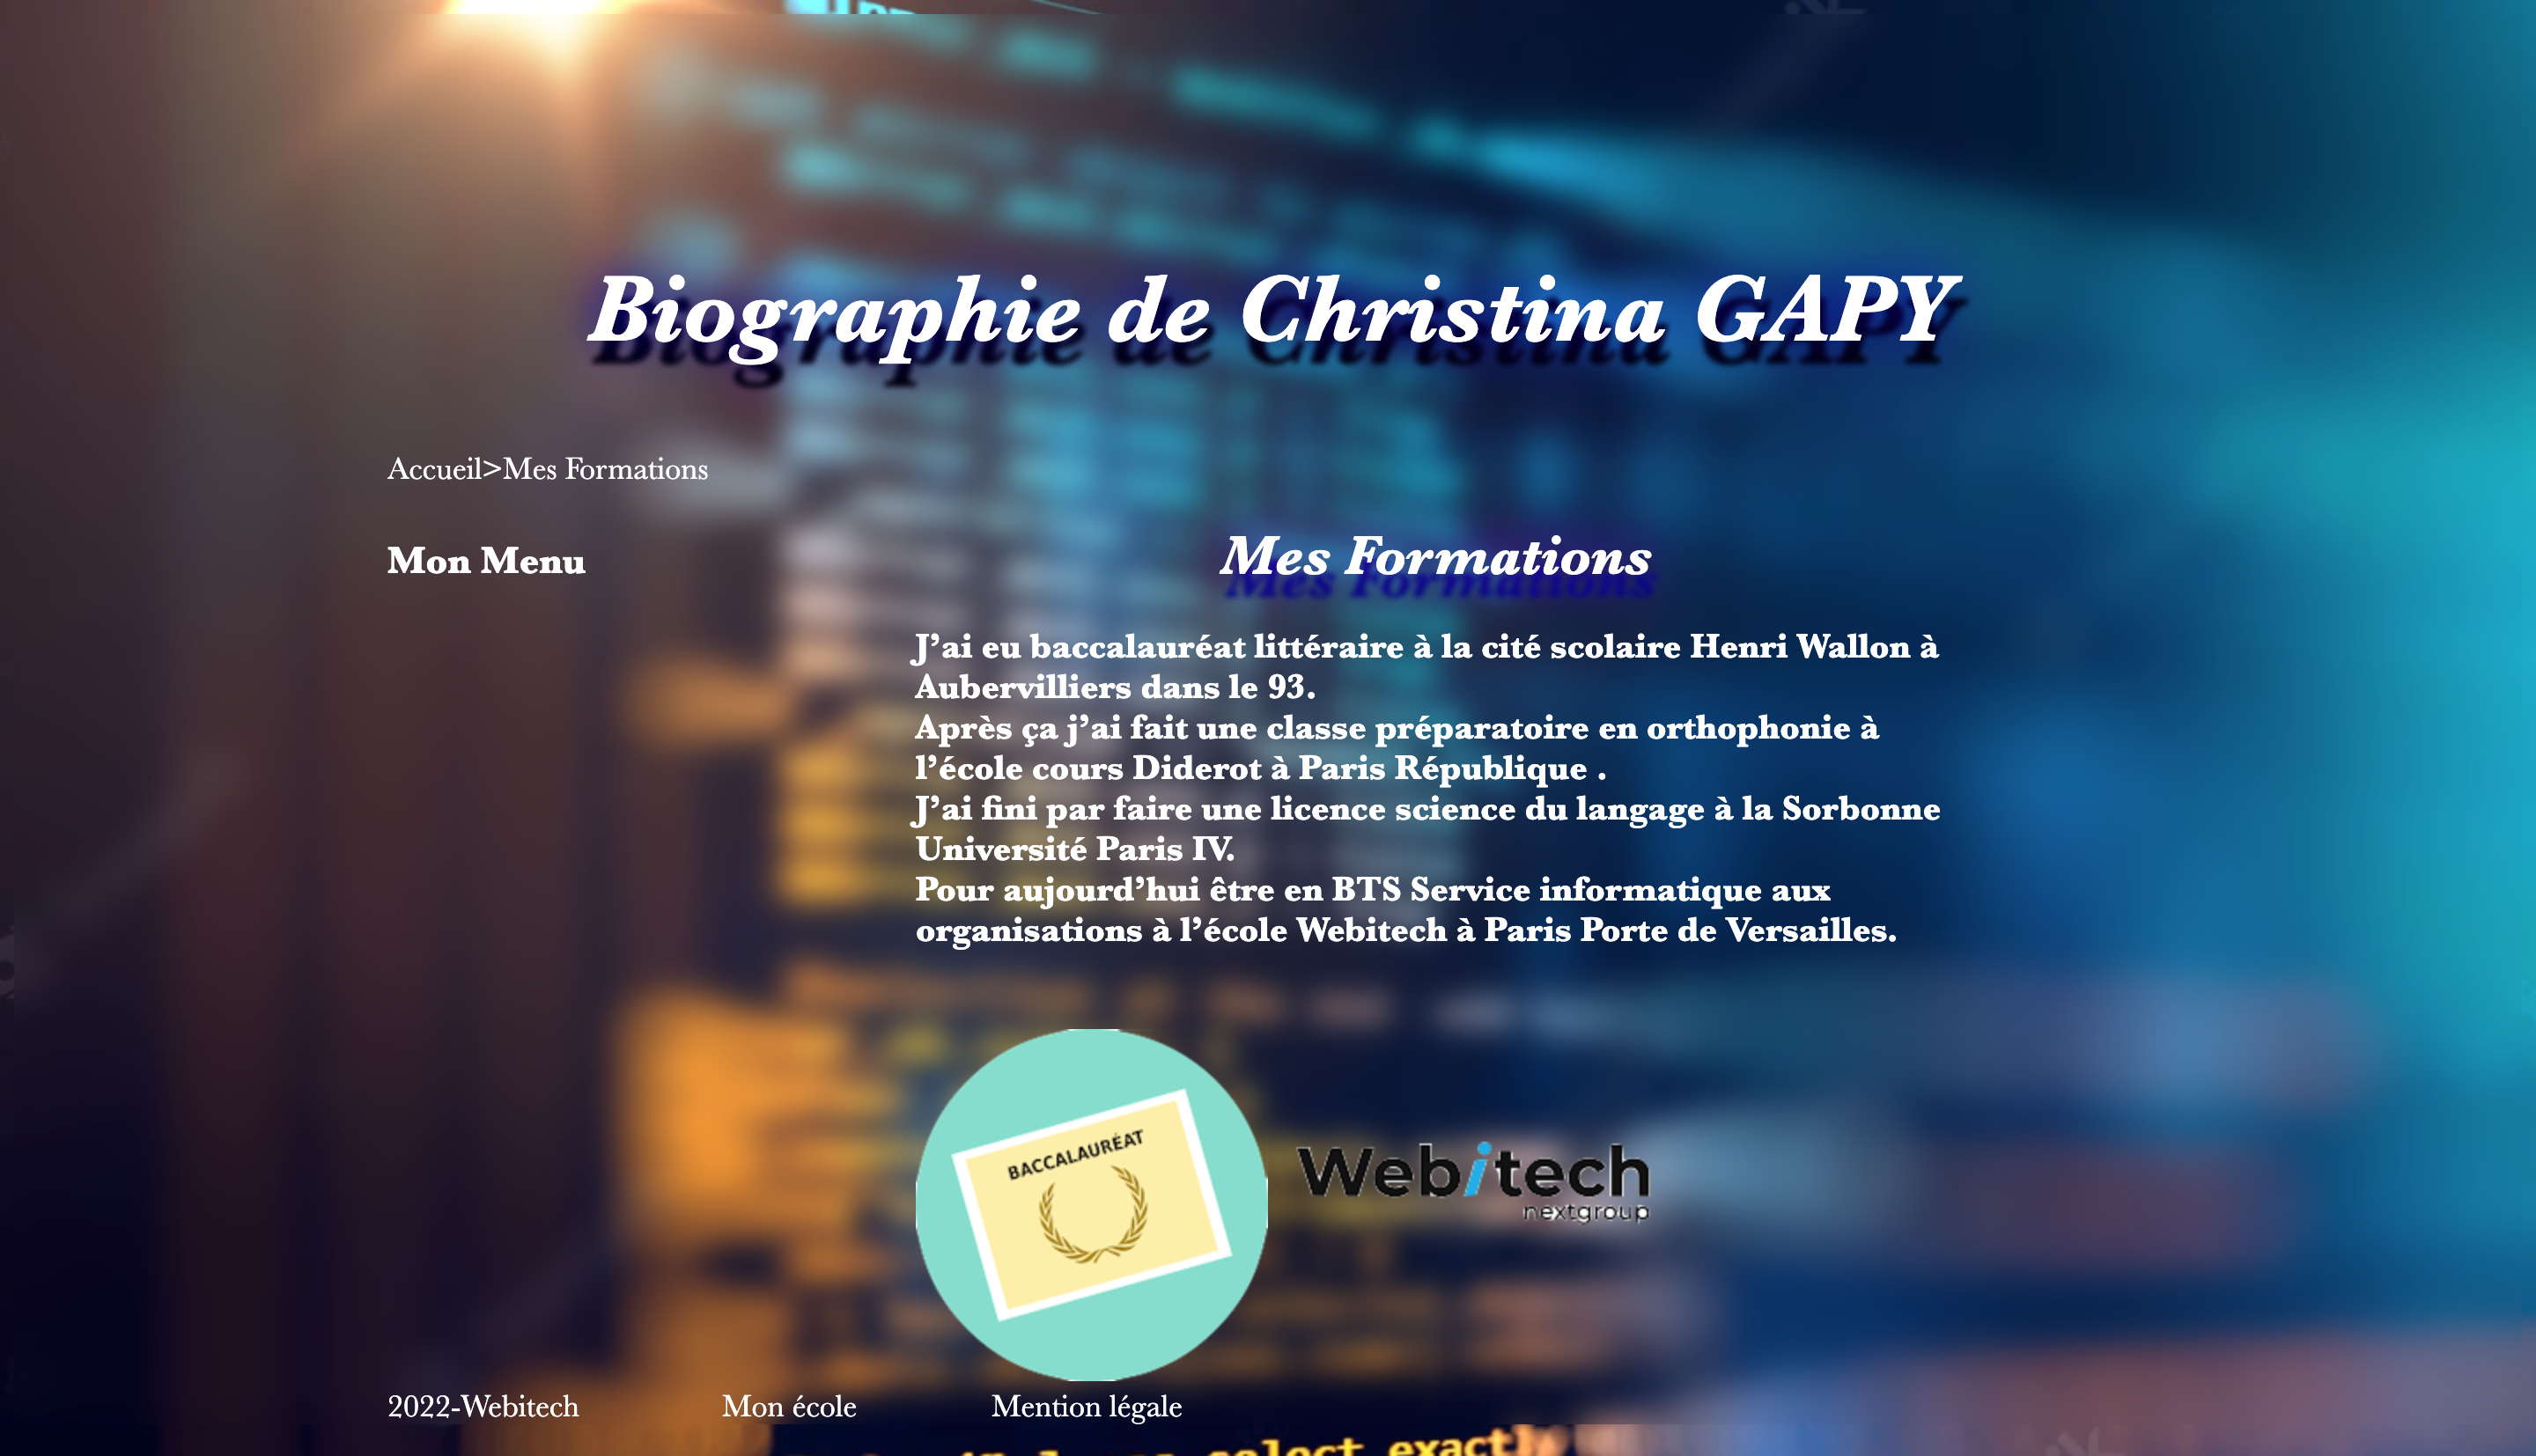 Biographie de Christina GAPY
Accueil>Mes Formations
Mon Menu
Mes Formations
J’ai eu baccalauréat littéraire à la cité scolaire Henri Wallon à
Aubervilliers dans le 93.
Après ça j’ai fait une classe préparatoire en orthophonie à
l’école cours Diderot à Paris République .
J’ai fini par faire une licence science du langage à la Sorbonne
Université Paris IV.
Pour aujourd’hui être en BTS Service informatique aux
organisations à l’école Webitech à Paris Porte de Versailles.
BACCALAURÉAT
Webitech
nextgroup
2022-Webitech
Mon école
Mention légale
select exactly